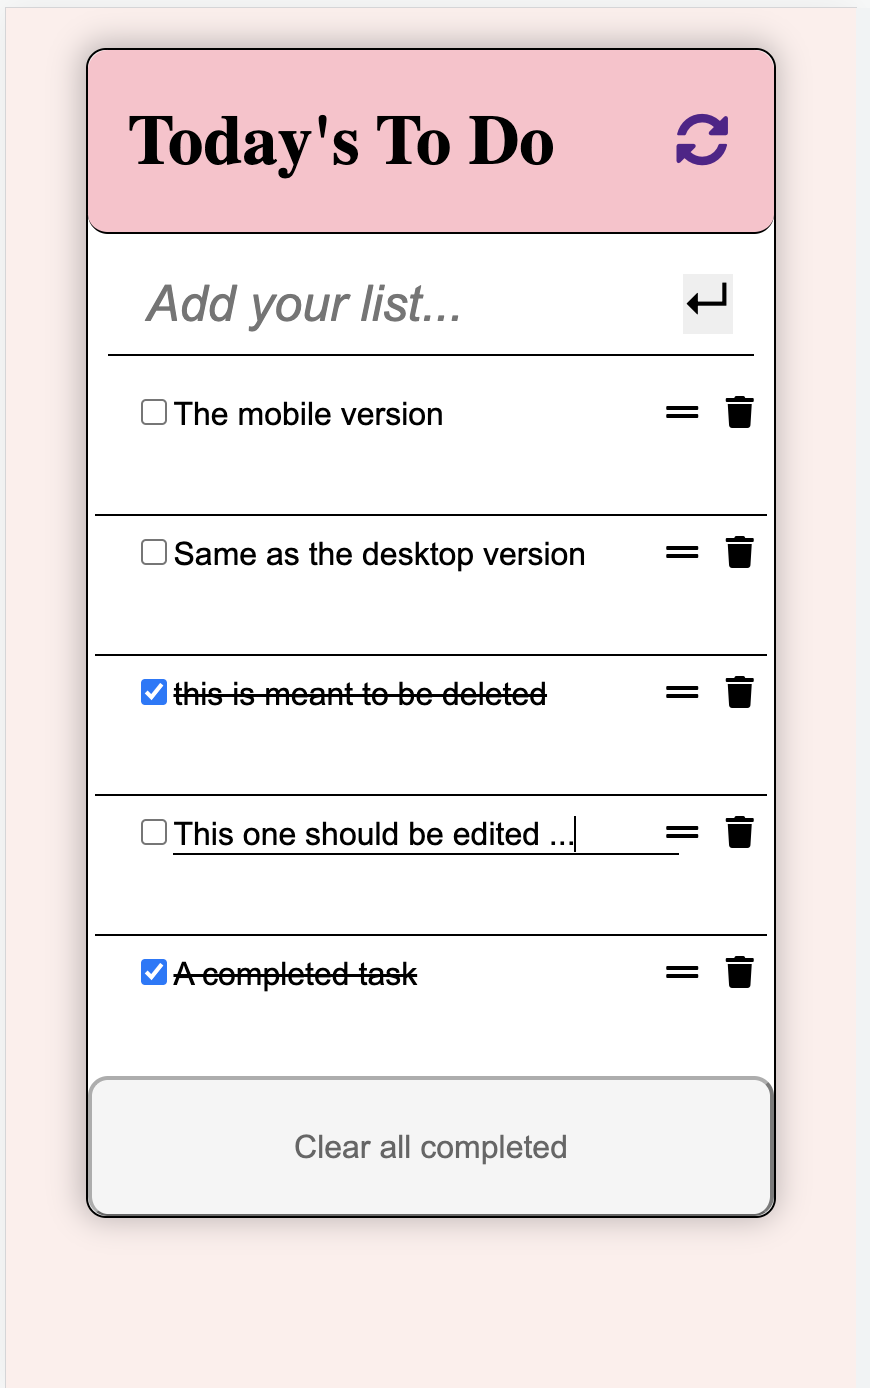 Today's To Do
Add your list...
The mobile version
Same as the desktop version
this is meant to be deleted
This one should be edited ...
A completed task
Clear all completed